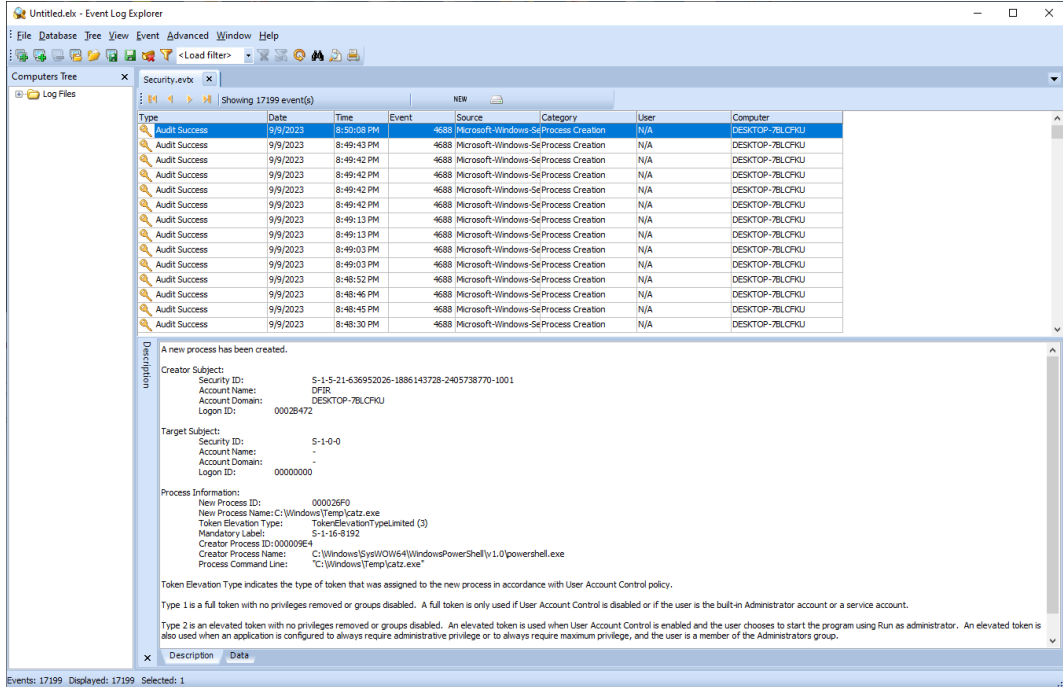 Untitled.elx - Event Log Explorer
File Database Tree View Event Advanced Window Help
<Load filter>
Computers Tree x
Security.evtx x
Log Files
Showing 17199 event(s) NEW
Type Date Time Event Source Category User Computer
Audit Success 9/9/2023 8:50:08 PM 4688 Microsoft-Windows-Se Process Creation N/A DESKTOP-7BLCFKU
Audit Success 9/9/2023 8:49:43 PM 4688 Microsoft-Windows-Se Process Creation N/A DESKTOP-7BLCFKU
Audit Success 9/9/2023 8:49:42 PM 4688 Microsoft-Windows-Se Process Creation N/A DESKTOP-7BLCFKU
Audit Success 9/9/2023 8:49:42 PM 4688 Microsoft-Windows-Se Process Creation N/A DESKTOP-7BLCFKU
Audit Success 9/9/2023 8:49:42 PM 4688 Microsoft-Windows-Se Process Creation N/A DESKTOP-7BLCFKU
Audit Success 9/9/2023 8:49:42 PM 4688 Microsoft-Windows-Se Process Creation N/A DESKTOP-7BLCFKU
Audit Success 9/9/2023 8:49:13 PM 4688 Microsoft-Windows-Se Process Creation N/A DESKTOP-7BLCFKU
Audit Success 9/9/2023 8:49:13 PM 4688 Microsoft-Windows-Se Process Creation N/A DESKTOP-7BLCFKU
Audit Success 9/9/2023 8:49:03 PM 4688 Microsoft-Windows-Se Process Creation N/A DESKTOP-7BLCFKU
Audit Success 9/9/2023 8:49:03 PM 4688 Microsoft-Windows-Se Process Creation N/A DESKTOP-7BLCFKU
Audit Success 9/9/2023 8:48:52 PM 4688 Microsoft-Windows-Se Process Creation N/A DESKTOP-7BLCFKU
Audit Success 9/9/2023 8:48:46 PM 4688 Microsoft-Windows-Se Process Creation N/A DESKTOP-7BLCFKU
Audit Success 9/9/2023 8:48:45 PM 4688 Microsoft-Windows-Se Process Creation N/A DESKTOP-7BLCFKU
Audit Success 9/9/2023 8:48:30 PM 4688 Microsoft-Windows-Se Process Creation N/A DESKTOP-7BLCFKU
Description
A new process has been created.
Creator Subject:
Security ID: S-1-5-21-636952026-1886143728-2405738770-1001
Account Name: DFIR
Account Domain: DESKTOP-7BLCFKU
Logon ID: 0002B472
Target Subject:
Security ID: S-1-0-0
Account Name: -
Account Domain: -
Logon ID: 00000000
Process Information:
New Process ID: 000026F0
New Process Name: C:\Windows\Temp\catz.exe
Token Elevation Type: TokenElevationTypeLimited (3)
Mandatory Label: S-1-16-8192
Creator Process ID: 000009E4
Creator Process Name: C:\Windows\SysWOW64\WindowsPowerShell\v1.0\powershell.exe
Process Command Line: "C:\Windows\Temp\catz.exe"
Token Elevation Type indicates the type of token that was assigned to the new process in accordance with User Account Control policy.
Type 1 is a full token with no privileges removed or groups disabled. A full token is only used if User Account Control is disabled or if the user is the built-in Administrator account or a service account.
Type 2 is an elevated token with no privileges removed or groups disabled. An elevated token is used when User Account Control is enabled and the user chooses to start the program using Run as administrator. An elevated token is
also used when an application is configured to always require administrative privilege or to always require maximum privilege, and the user is a member of the Administrators group.
x Description Data
Events: 17199 Displayed: 17199 Selected: 1